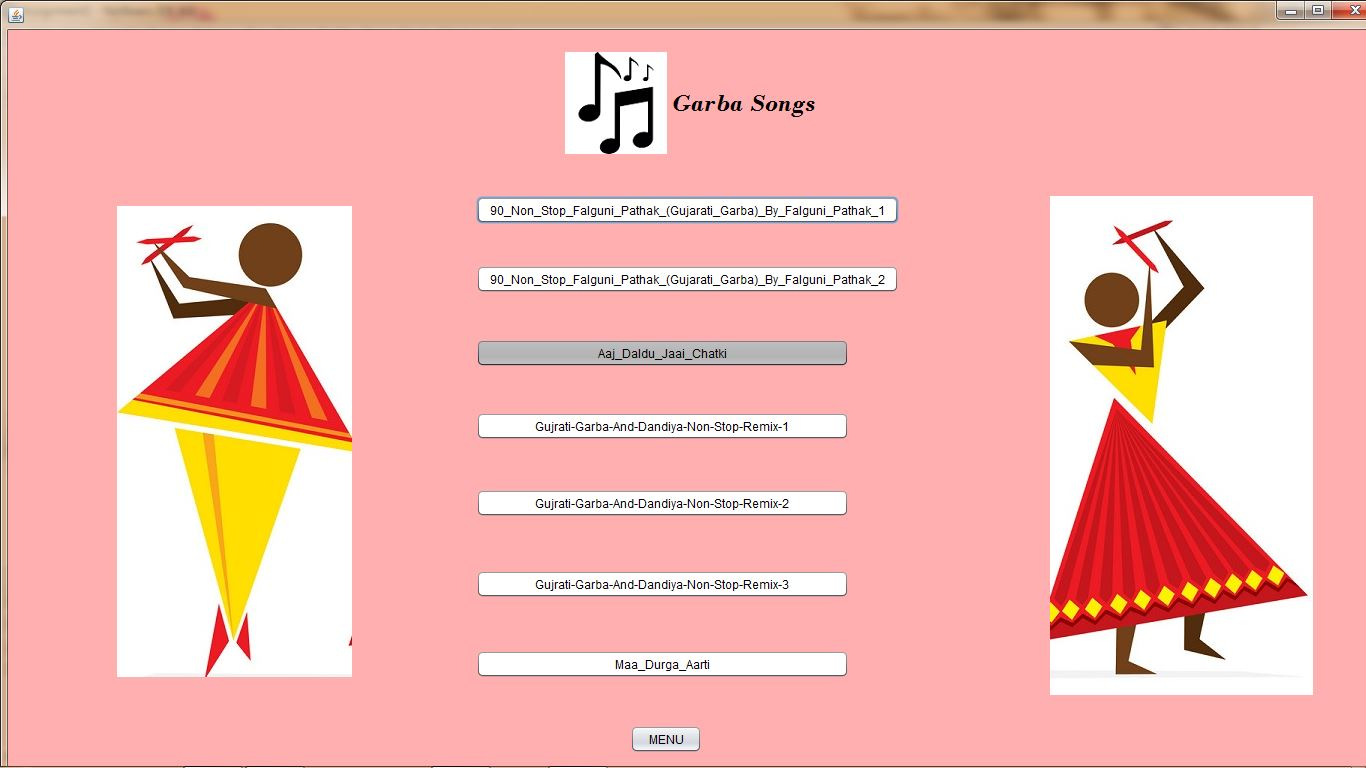 Garba Songs
90_Non_Stop_Falguni_Pathak_(Gujarati_Garba)_By_Falguni_Pathak_1
90_Non_Stop_Falguni_Pathak_(Gujarati_Garba)_By_Falguni_Pathak_2
Aaj_Daldu_Jaai_Chatki
Gujrati-Garba-And-Dandiya-Non-Stop-Remix-1
Gujrati-Garba-And-Dandiya-Non-Stop-Remix-2
Gujrati-Garba-And-Dandiya-Non-Stop-Remix-3
Maa_Durga_Aarti
MENU